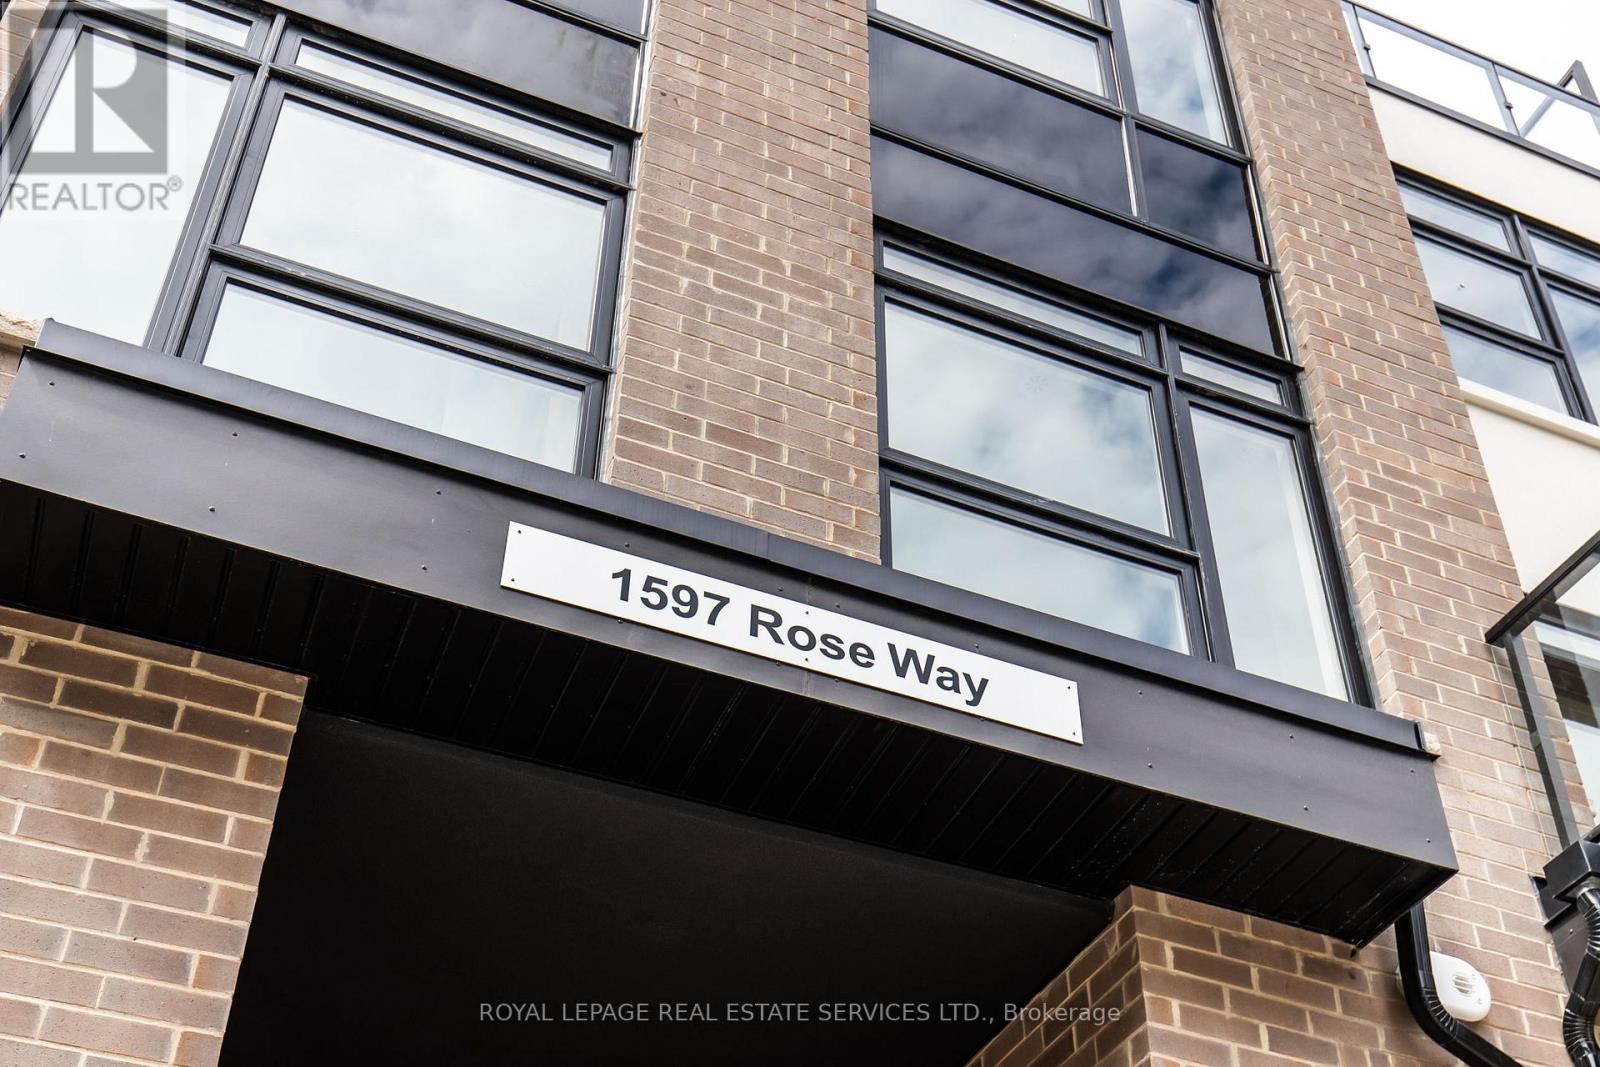 REALTOR®
1597 Rose Way
ROYAL LEPAGE REAL ESTATE SERVICES LTD., Brokerage